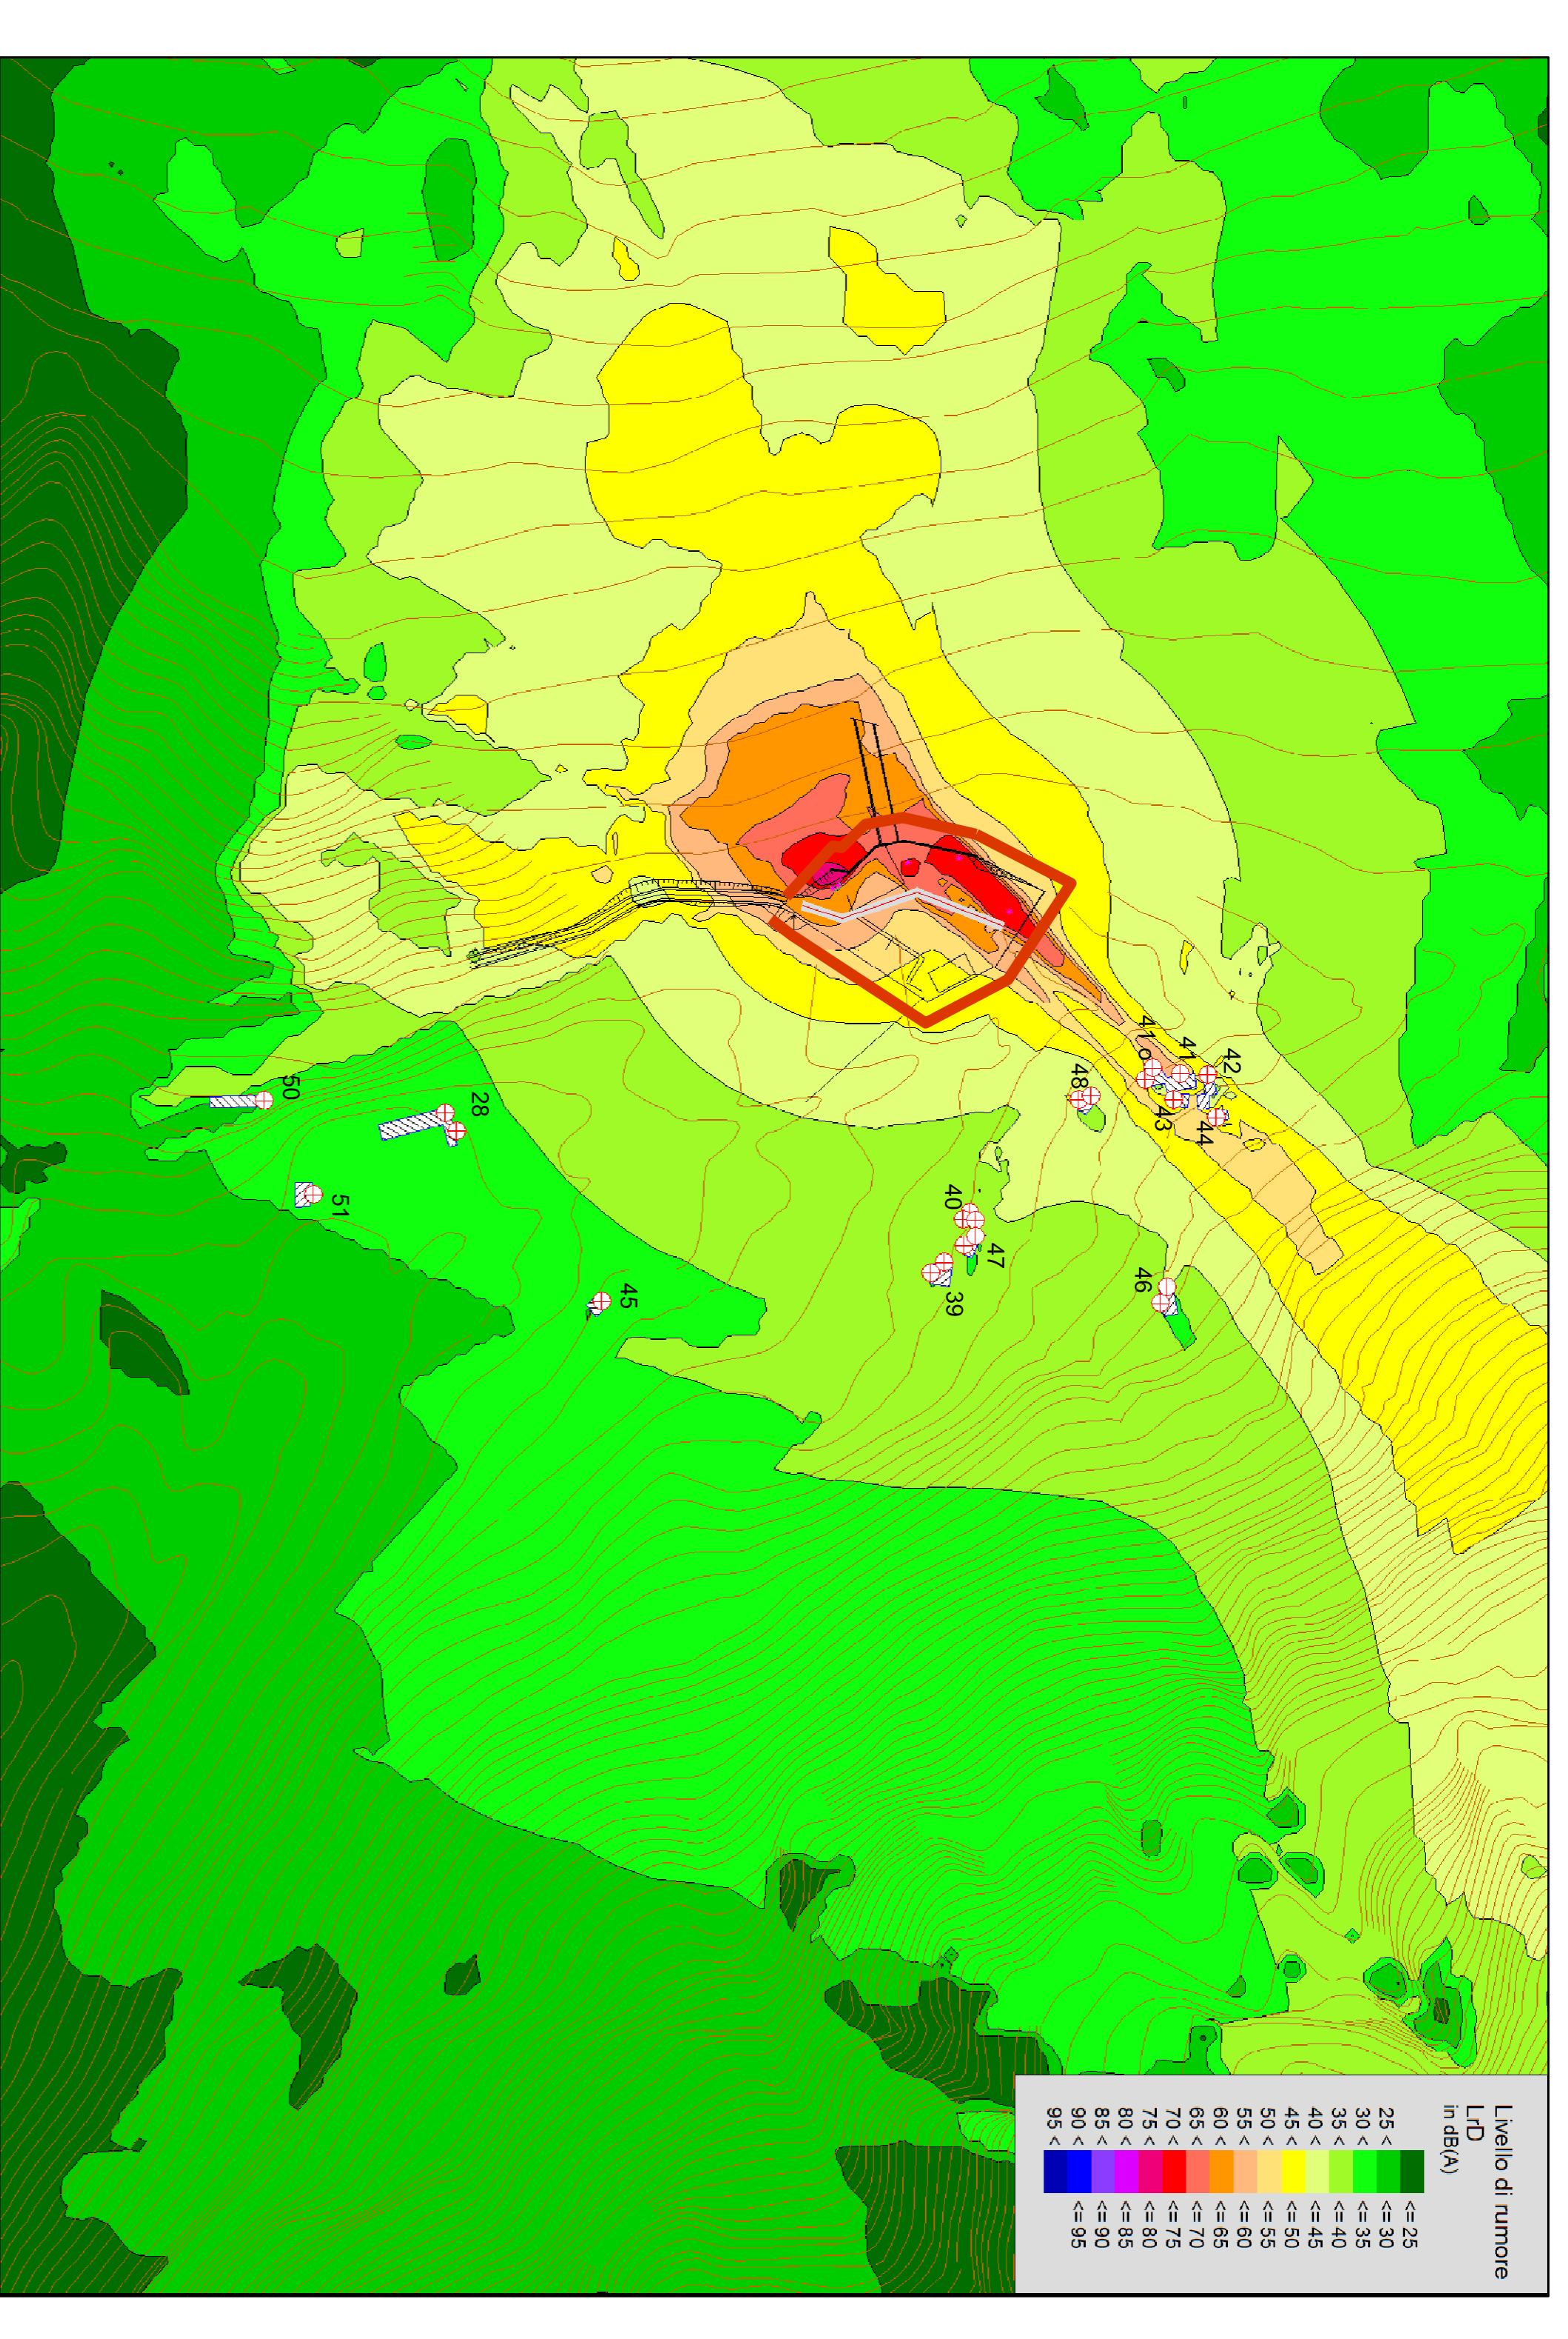 Livello di rumore
LrD
in dB(A)
<=25
25 < <=30
30 < <=35
35 < <=40
40 < <=45
45 < <=50
50 < <=55
55 < <=60
60 < <=65
65 < <=70
70 < <=75
75 < <=80
80 < <=85
85 < <=90
90 < <=95
95 <
42
44
41
43
41 o
46
48
47
39
40
45
28
51
50